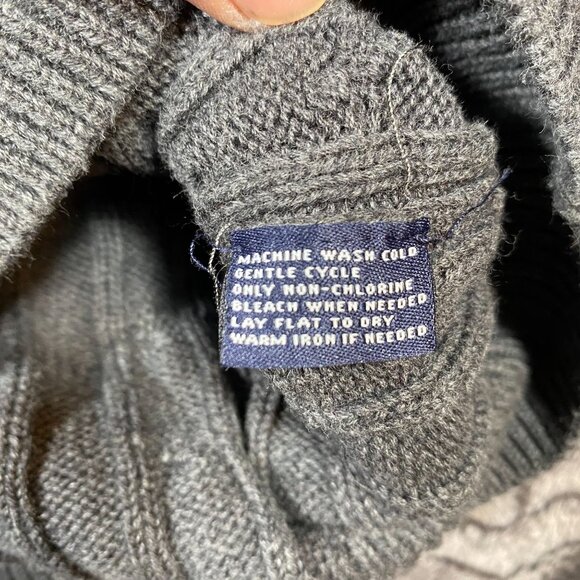 MACHINE WASH COLD
GENTLE CYCLE
ONLY NON-CHLORINE
BLEACH WHEN NEEDED
LAY FLAT TO DRY
WARM IRON IF NEEDED